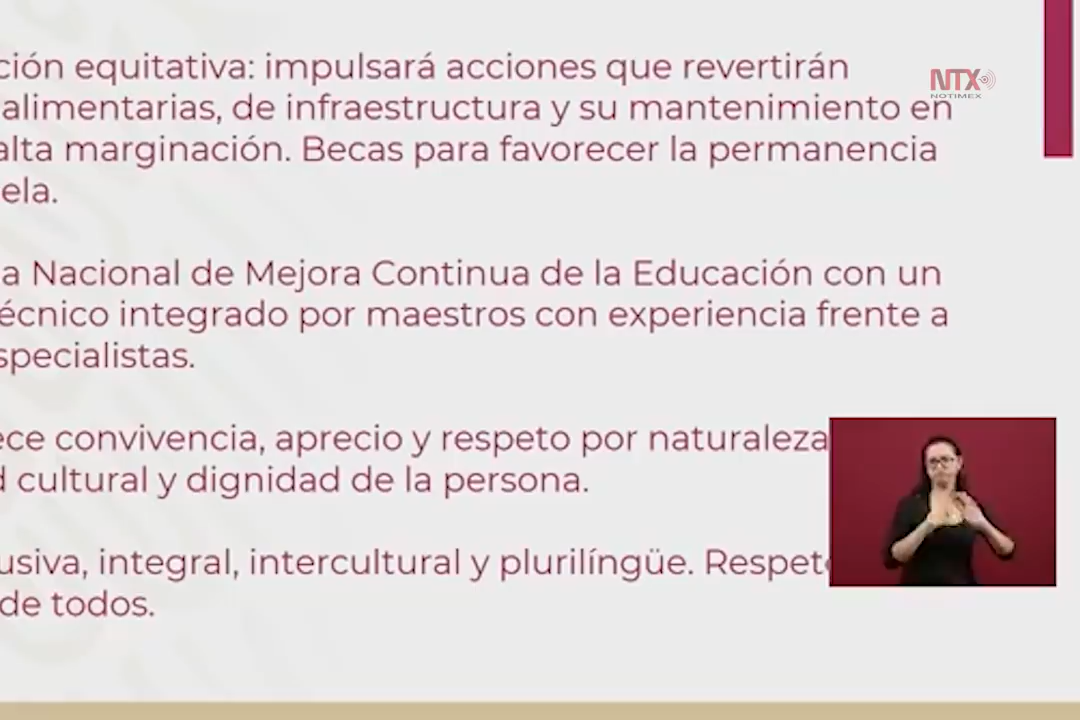 ción equitativa: impulsará acciones que revertirán
alimentarias, de infraestructura y su mantenimiento en
alta marginación. Becas para favorecer la permanencia
ela.
a Nacional de Mejora Continua de la Educación con un
écnico integrado por maestros con experiencia frente a
specialistas.
ece convivencia, aprecio y respeto por naturaleza
d cultural y dignidad de la persona.
usiva, integral, intercultural y plurilíngüe. Respeto
de todos.
NTX
NOTIMEX